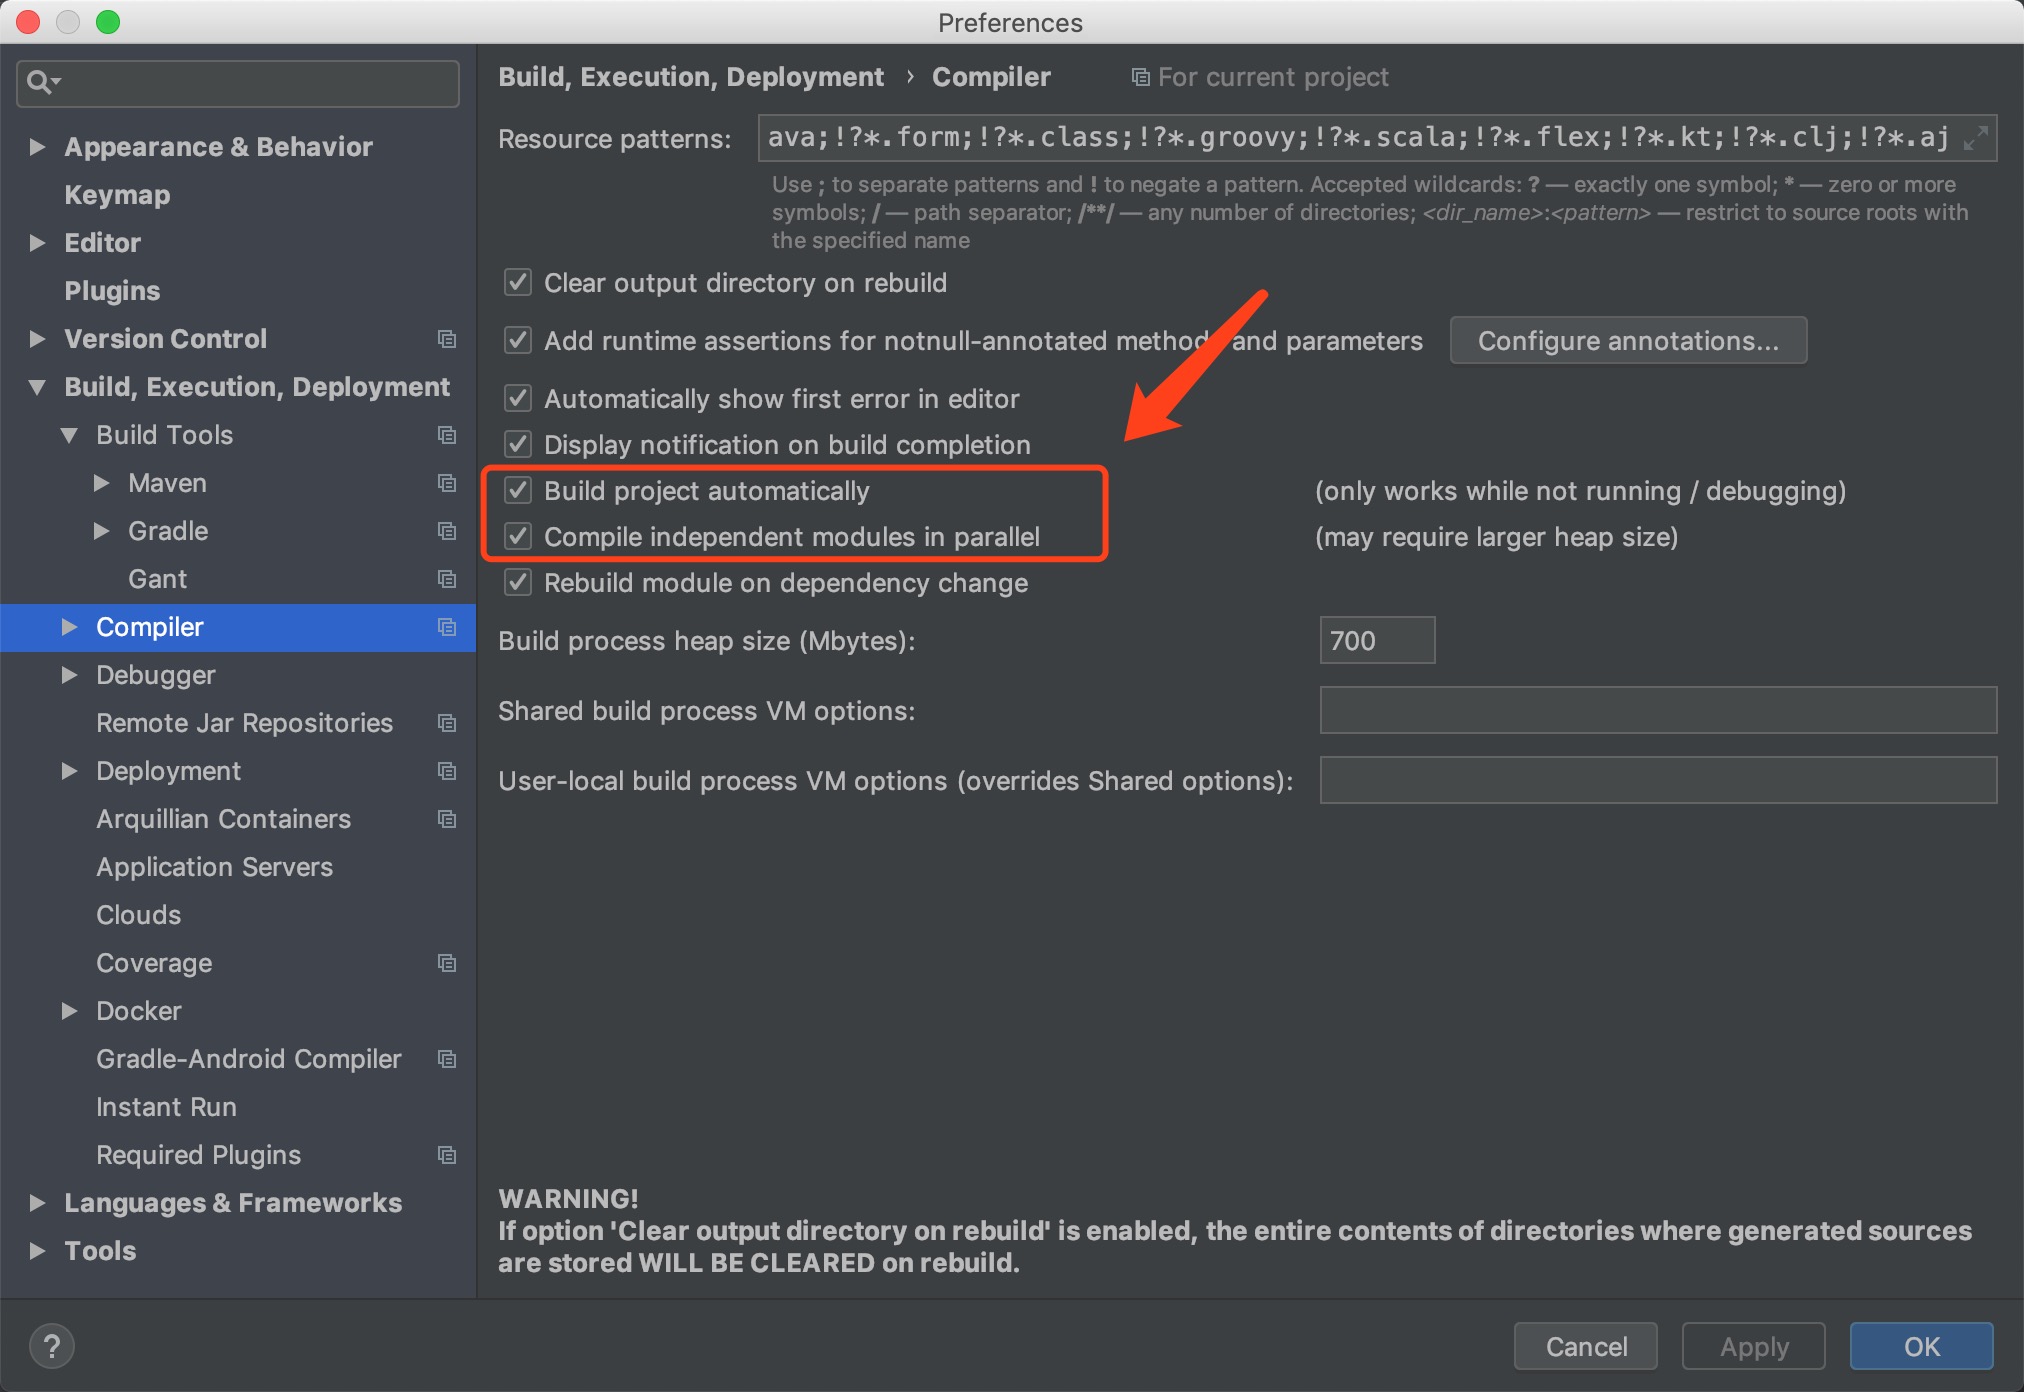 Preferences
Appearance & Behavior
Keymap
Editor
Plugins
Version Control
Build, Execution, Deployment
Build Tools
Maven
Gradle
Gant
Compiler
Debugger
Remote Jar Repositories
Deployment
Arquillian Containers
Application Servers
Clouds
Coverage
Docker
Gradle-Android Compiler
Instant Run
Required Plugins
Languages & Frameworks
Tools
Build, Execution, Deployment › Compiler For current project
Resource patterns: ava;!?*.form;!?*.class;!?*.groovy;!?*.scala;!?*.flex;!?*.kt;!?*.clj;!?*.aj
Use ; to separate patterns and ! to negate a pattern. Accepted wildcards: ? — exactly one symbol; * — zero or more
symbols; / — path separator; /**/ — any number of directories; <dir_name>:<pattern> — restrict to source roots with
the specified name
Clear output directory on rebuild
Add runtime assertions for notnull-annotated method and parameters Configure annotations...
Automatically show first error in editor
Display notification on build completion
Build project automatically (only works while not running / debugging)
Compile independent modules in parallel (may require larger heap size)
Rebuild module on dependency change
Build process heap size (Mbytes): 700
Shared build process VM options:
User-local build process VM options (overrides Shared options):
WARNING!
If option 'Clear output directory on rebuild' is enabled, the entire contents of directories where generated sources
are stored WILL BE CLEARED on rebuild.
? Cancel Apply OK